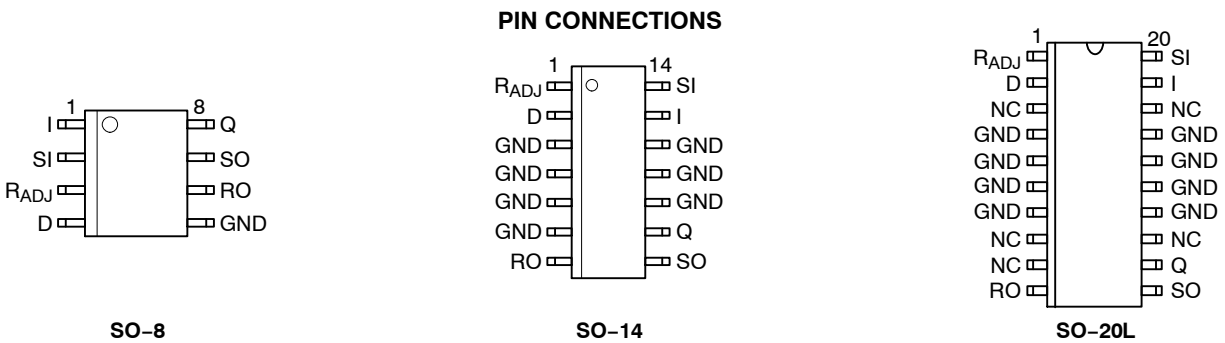 PIN CONNECTIONS
1 8
I Q
SI SO
RADJ RO
D GND
SO−8
1 14
RADJ SI
D I
GND GND
GND GND
GND GND
GND Q
RO SO
SO−14
1 20
RADJ SI
D I
NC NC
GND GND
GND GND
GND GND
GND GND
NC NC
NC Q
RO SO
SO−20L